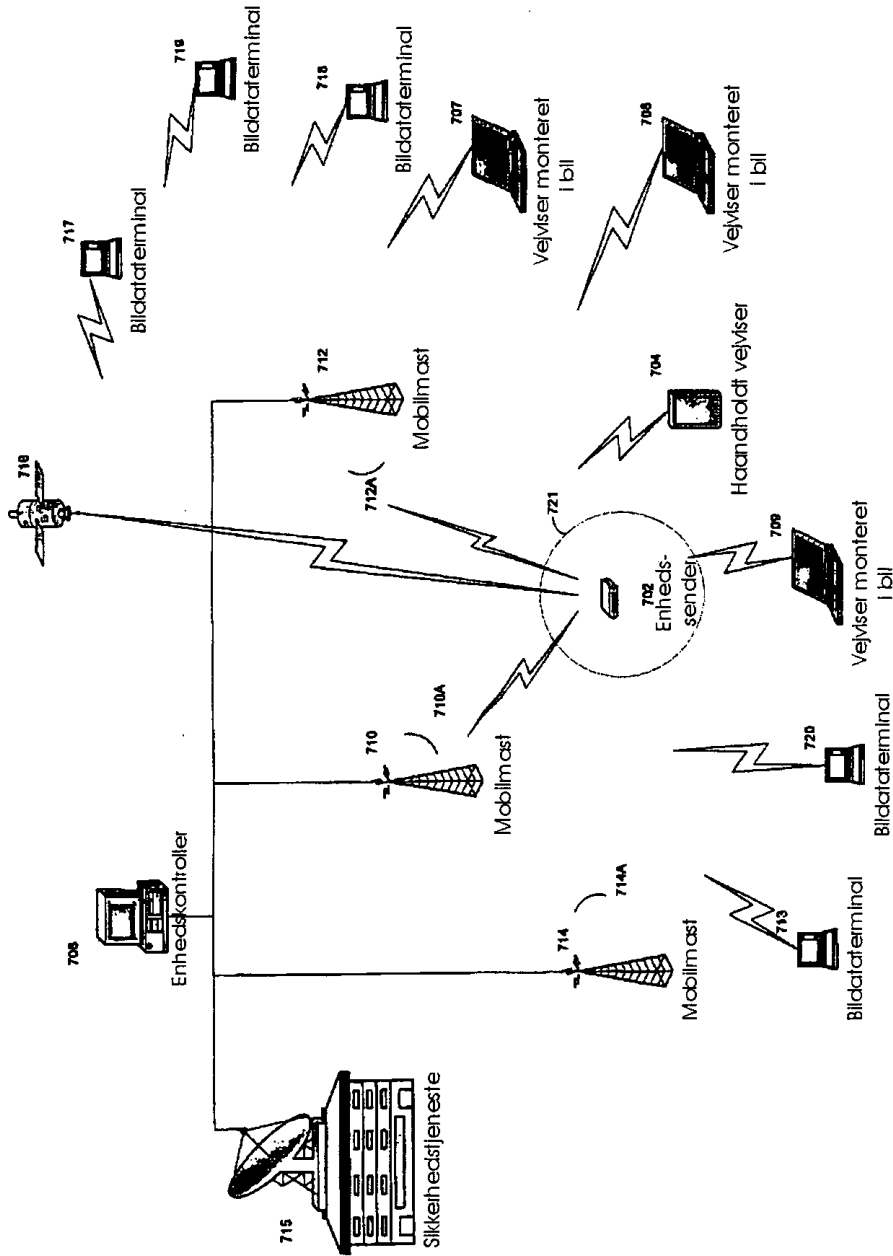 716
717
Bildataterminal
719
Bildataterminal
718
Bildataterminal
706
Enhedskontroller
712
Mobilmast
712A
707
Vejviser monteret
i bil
710
710A
Mobilmast
715
Sikkerhedstjeneste
714
714A
Mobilmast
721
702
Enheds-
sender
704
Haandholdt vejviser
708
Vejviser monteret
i bil
709
Vejviser monteret
i bil
720
Bildataterminal
713
Bildataterminal